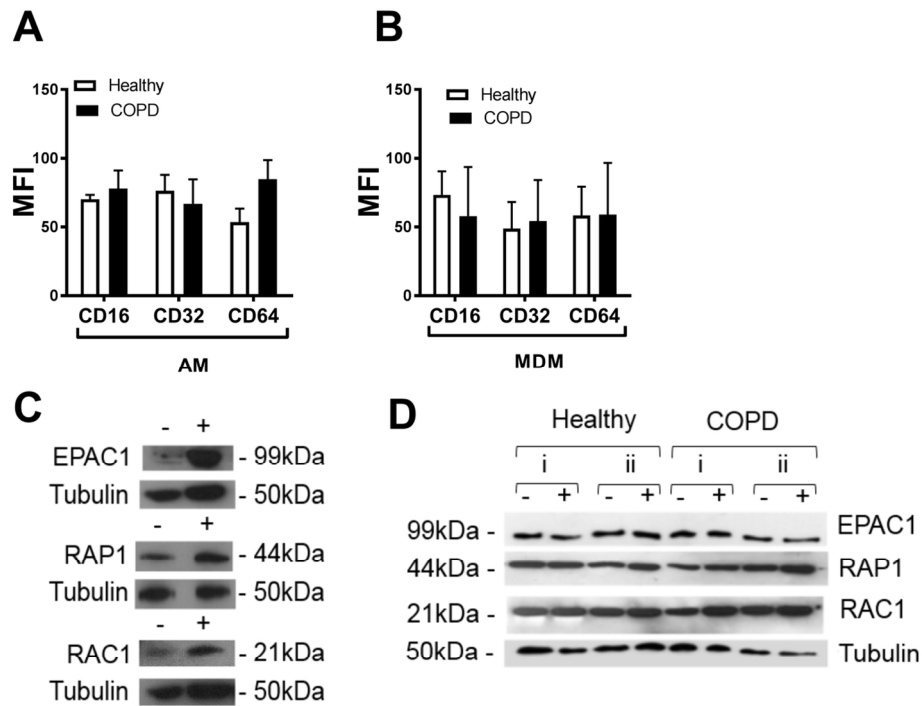 A
B
150
100
50
0
MFI
Healthy
COPD
CD16 CD32 CD64
AM
150
100
50
0
MFI
Healthy
COPD
CD16 CD32 CD64
MDM
C
- +
EPAC1 - 99kDa
Tubulin - 50kDa
- +
RAP1 - 44kDa
Tubulin - 50kDa
- +
RAC1 - 21kDa
Tubulin - 50kDa
D
Healthy COPD
i ii i ii
- + - + - + - +
99kDa - EPAC1
44kDa - RAP1
21kDa - RAC1
50kDa - Tubulin